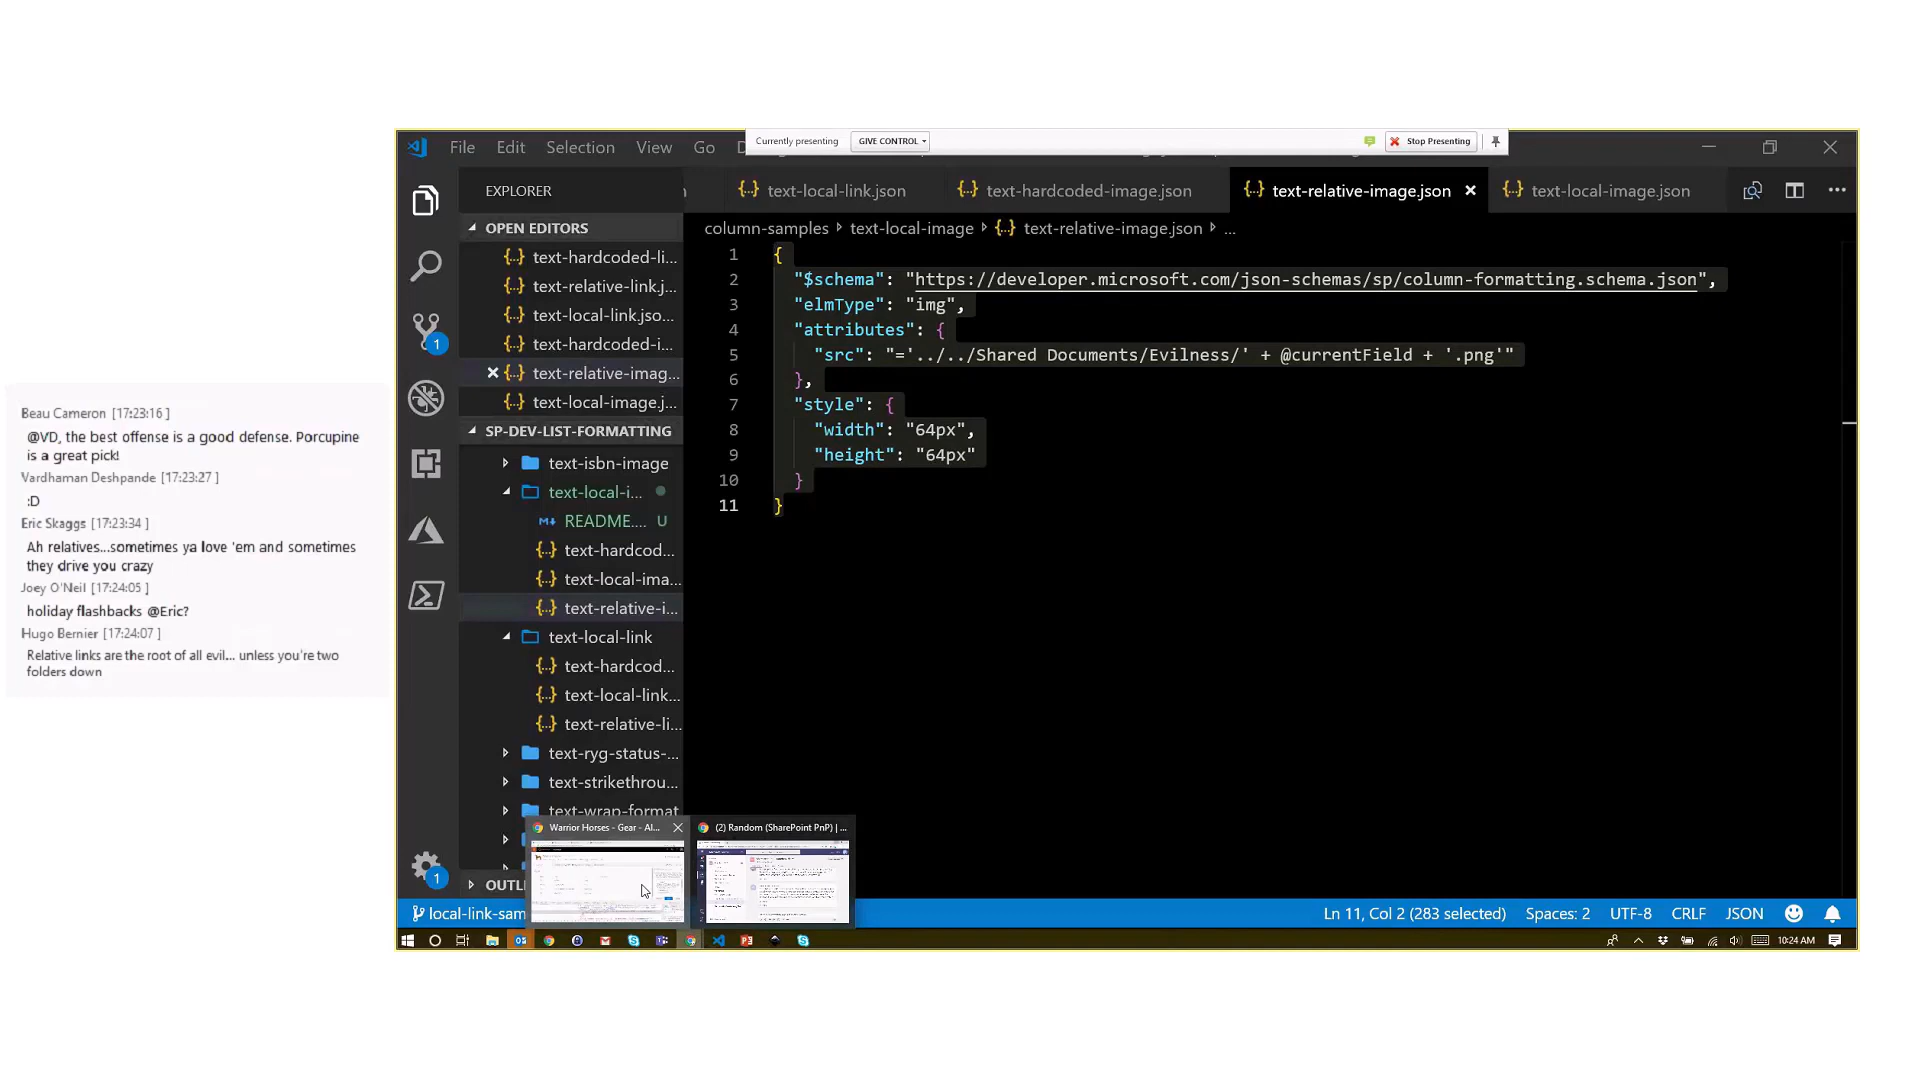 Beau Cameron [17:23:16 ]
@VD, the best offense is a good defense. Porcupine
is a great pick!
Vardhaman Deshpande [17:23:27 ]
:D
Eric Skaggs [17:23:34 ]
Ah relatives...sometimes ya love 'em and sometimes
they drive you crazy
Joey O'Neil [17:24:05 ]
holiday flashbacks @Eric?
Hugo Bernier [17:24:07 ]
Relative links are the root of all evil... unless you're two
folders down
Currently presenting
GIVE CONTROL
Stop Presenting
File Edit Selection View Go
EXPLORER
text-local-link.json
text-hardcoded-image.json
text-relative-image.json
text-local-image.json
OPEN EDITORS
text-hardcoded-li...
text-relative-link.j...
text-local-link.jso...
text-hardcoded-i...
text-relative-imag...
text-local-image.j...
SP-DEV-LIST-FORMATTING
text-isbn-image
text-local-i...
README.... U
text-hardcod...
text-local-ima...
text-relative-i...
text-local-link
text-hardcod...
text-local-link...
text-relative-li...
text-ryg-status-...
text-strikethrou...
text-wrap-format
OUTLI
1
1
column-samples text-local-image text-relative-image.json ...
1 {
2 "$schema": "https://developer.microsoft.com/json-schemas/sp/column-formatting.schema.json",
3 "elmType": "img",
4 "attributes": {
5 "src": "='../../Shared Documents/Evilness/' + @currentField + '.png'"
6 },
7 "style": {
8 "width": "64px",
9 "height": "64px"
10 }
11 }
Warrior Horses - Gear - Al...
(2) Random (SharePoint PnP) | ...
local-link-sam
Ln 11, Col 2 (283 selected) Spaces: 2 UTF-8 CRLF JSON
10:24 AM